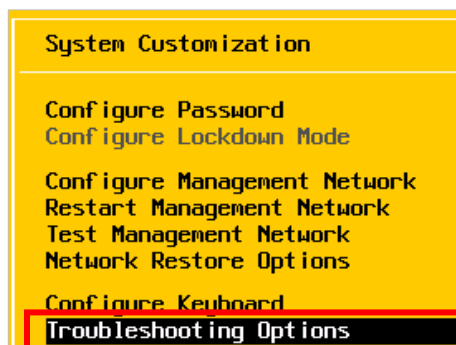 System Customization
Configure Password
Configure Lockdown Mode
Configure Management Network
Restart Management Network
Test Management Network
Network Restore Options
Configure Keyboard
Troubleshooting Options